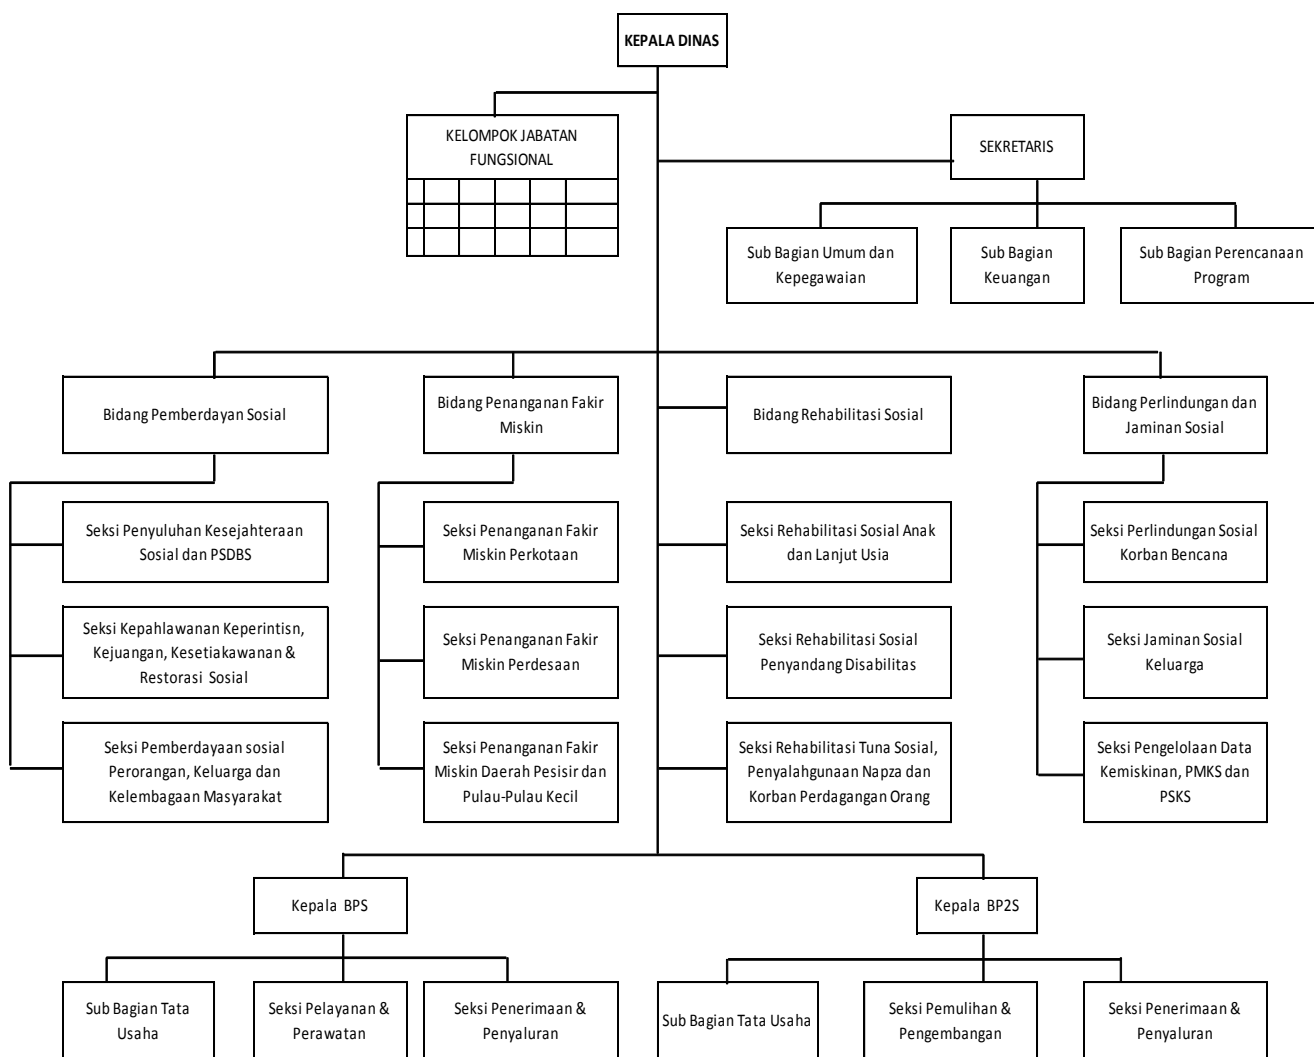 KEPALA DINAS
KELOMPOK JABATAN
FUNGSIONAL
SEKRETARIS
Sub Bagian Umum dan
Kepegawaian
Sub Bagian
Keuangan
Sub Bagian Perencanaan
Program
Bidang Pemberdayan Sosial
Bidang Penanganan Fakir
Miskin
Bidang Rehabilitasi Sosial
Bidang Perlindungan dan
Jaminan Sosial
Seksi Penyuluhan Kesejahteraan
Sosial dan PSDBS
Seksi Penanganan Fakir
Miskin Perkotaan
Seksi Rehabilitasi Sosial Anak
dan Lanjut Usia
Seksi Perlindungan Sosial
Korban Bencana
Seksi Kepahlawanan Keperintisn,
Kejuangan, Kesetiakawanan &
Restorasi Sosial
Seksi Penanganan Fakir
Miskin Perdesaan
Seksi Rehabilitasi Sosial
Penyandang Disabilitas
Seksi Jaminan Sosial
Keluarga
Seksi Pemberdayaan sosial
Perorangan, Keluarga dan
Kelembagaan Masyarakat
Seksi Penanganan Fakir
Miskin Daerah Pesisir dan
Pulau-Pulau Kecil
Seksi Rehabilitasi Tuna Sosial,
Penyalahgunaan Napza dan
Korban Perdagangan Orang
Seksi Pengelolaan Data
Kemiskinan, PMKS dan
PSKS
Kepala BPS
Kepala BP2S
Sub Bagian Tata
Usaha
Seksi Pelayanan &
Perawatan
Seksi Penerimaan &
Penyaluran
Sub Bagian Tata Usaha
Seksi Pemulihan &
Pengembangan
Seksi Penerimaan &
Penyaluran